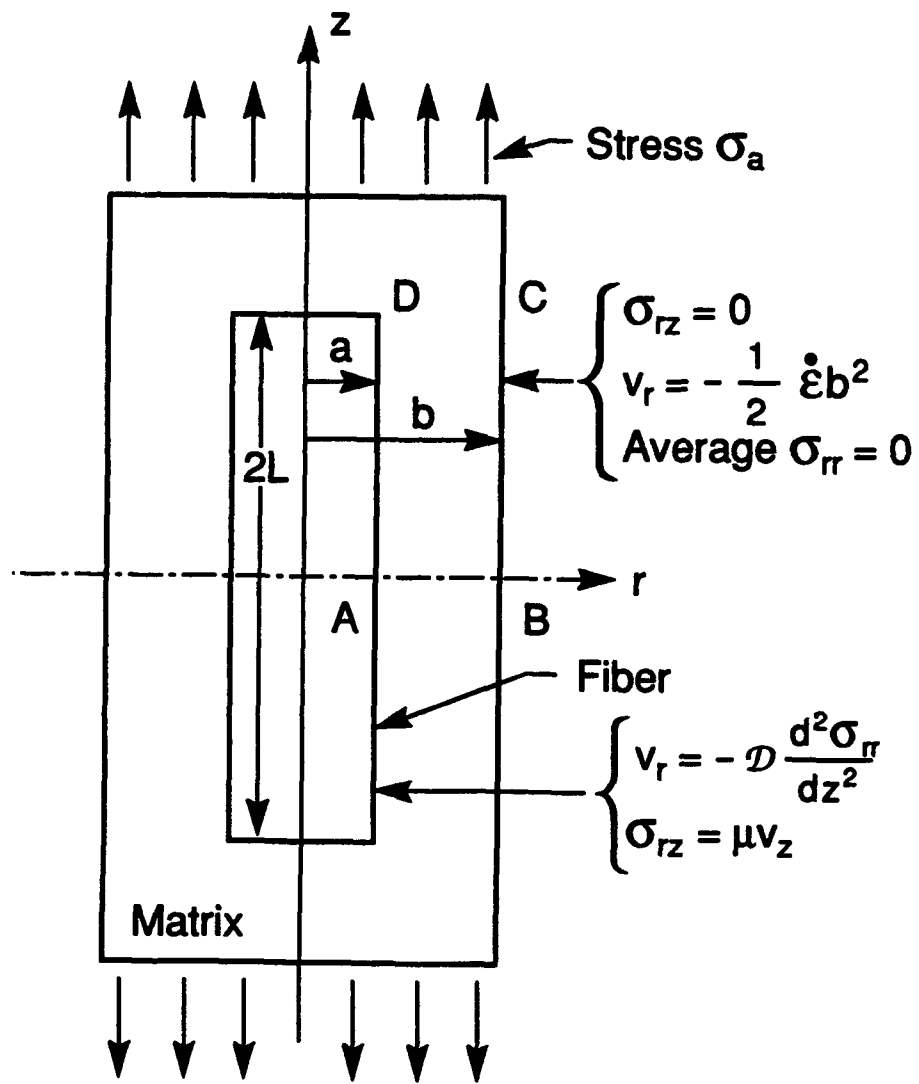 z
Stress σa
D
C
σrz = 0
a
vr = - 1/2 ε̇b²
b
Average σrr = 0
2L
r
A
B
Fiber
vr = - 𝒟 d²σrr/dz²
σrz = μvz
Matrix